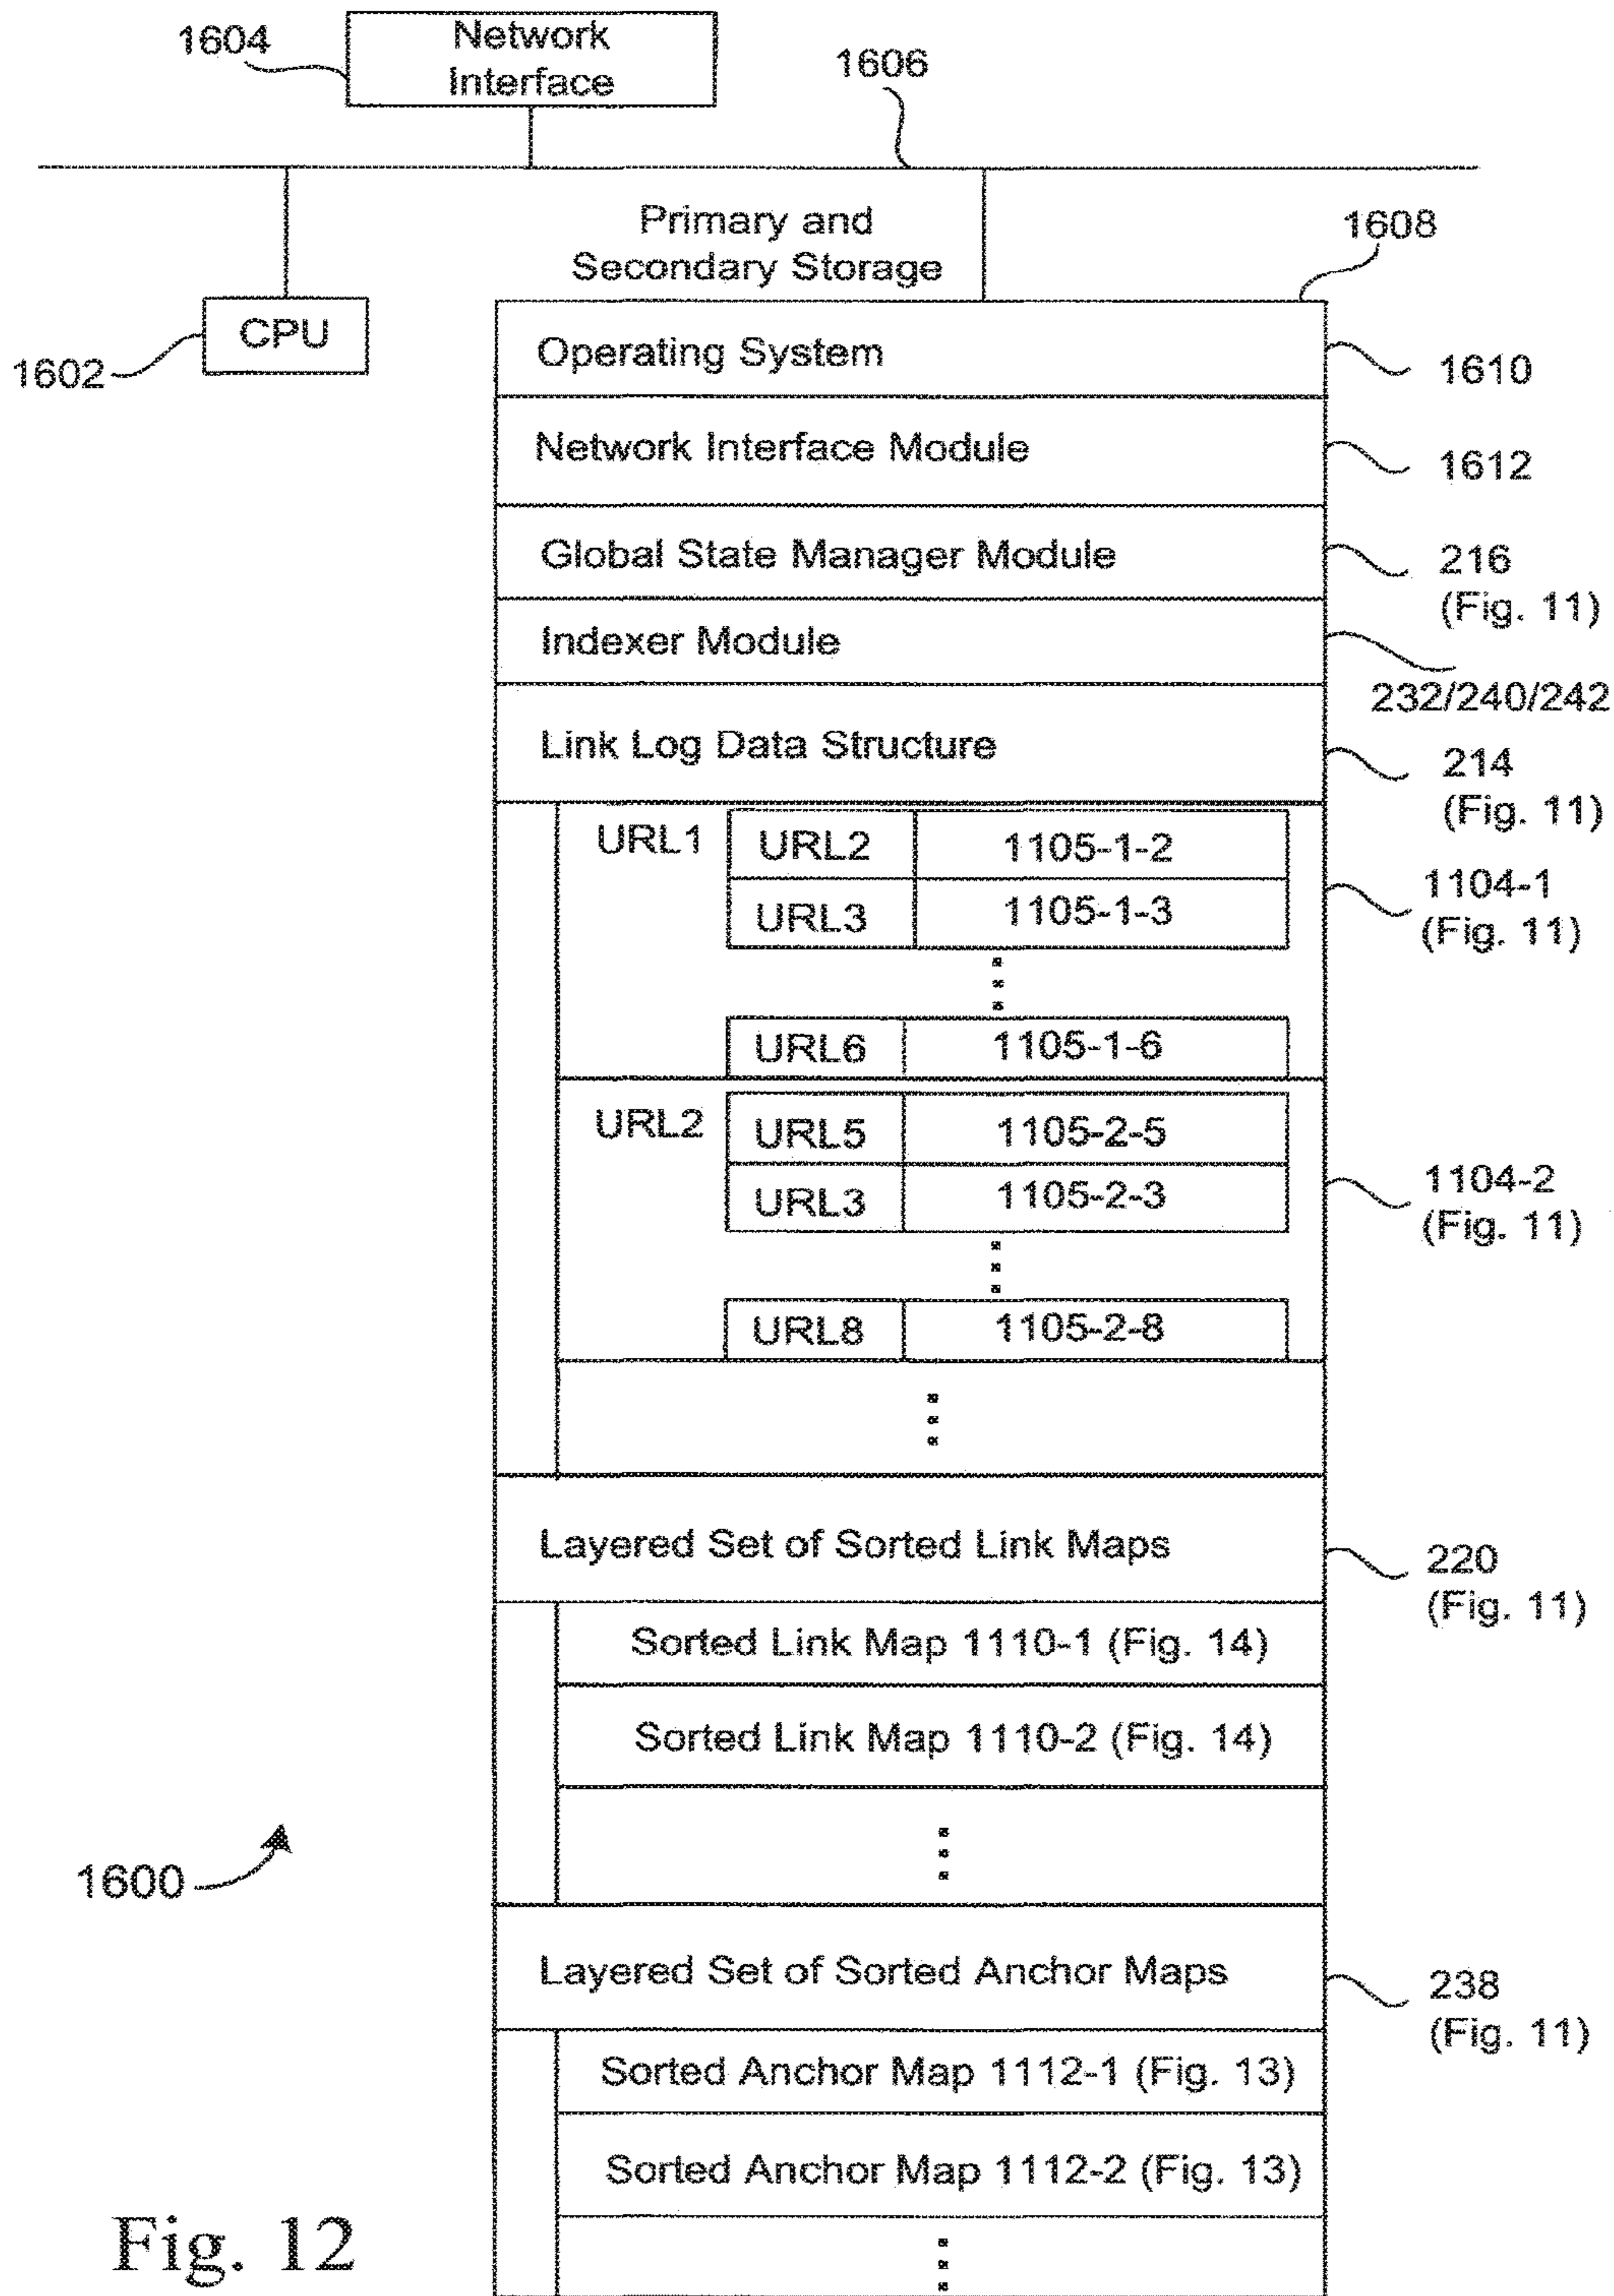 1604
Network
Interface
1606
Primary and
Secondary Storage
1608
CPU
1602
Operating System
1610
Network Interface Module
1612
Global State Manager Module
216
(Fig. 11)
Indexer Module
232/240/242
Link Log Data Structure
214
(Fig. 11)
URL1
URL2 1105-1-2
URL3 1105-1-3
1104-1
(Fig. 11)
URL6 1105-1-6
URL2
URL5 1105-2-5
URL3 1105-2-3
1104-2
(Fig. 11)
URL8 1105-2-8
Layered Set of Sorted Link Maps
220
(Fig. 11)
Sorted Link Map 1110-1 (Fig. 14)
Sorted Link Map 1110-2 (Fig. 14)
1600
Layered Set of Sorted Anchor Maps
238
(Fig. 11)
Sorted Anchor Map 1112-1 (Fig. 13)
Sorted Anchor Map 1112-2 (Fig. 13)
Fig. 12